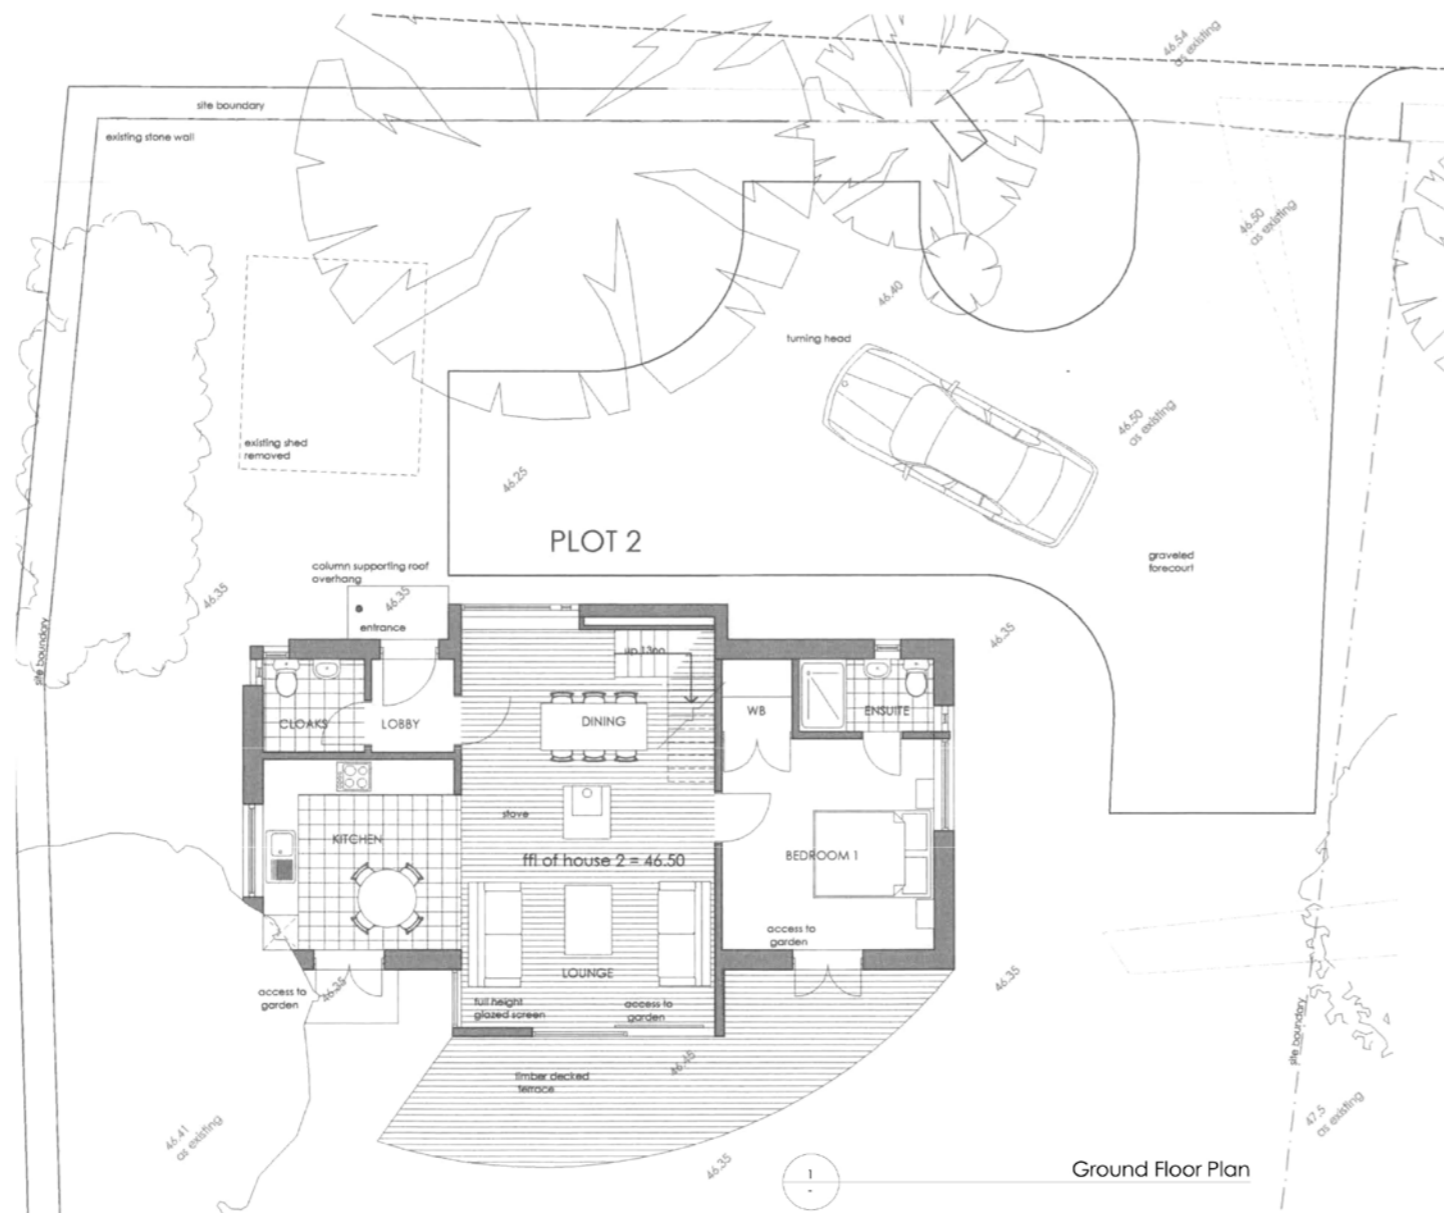 46.54
as existing
site boundary
existing stone wall
46.50
as existing
46.40
turning head
46.50
as existing
existing shed
removed
46.25
PLOT 2
graveled
forecourt
column supporting roof
overhang
46.35
46.35
entrance
46.35
site boundary
up 13no
CLOAKS
LOBBY
DINING
WB
ENSUITE
stove
KITCHEN
ffl of house 2 = 46.50
BEDROOM 1
access to
garden
LOUNGE
access to
garden
46.35
full height
glazed screen
access to
garden
46.35
site boundary
46.45
timber decked
terrace
46.41
as existing
47.5
as existing
46.35
1
-
Ground Floor Plan